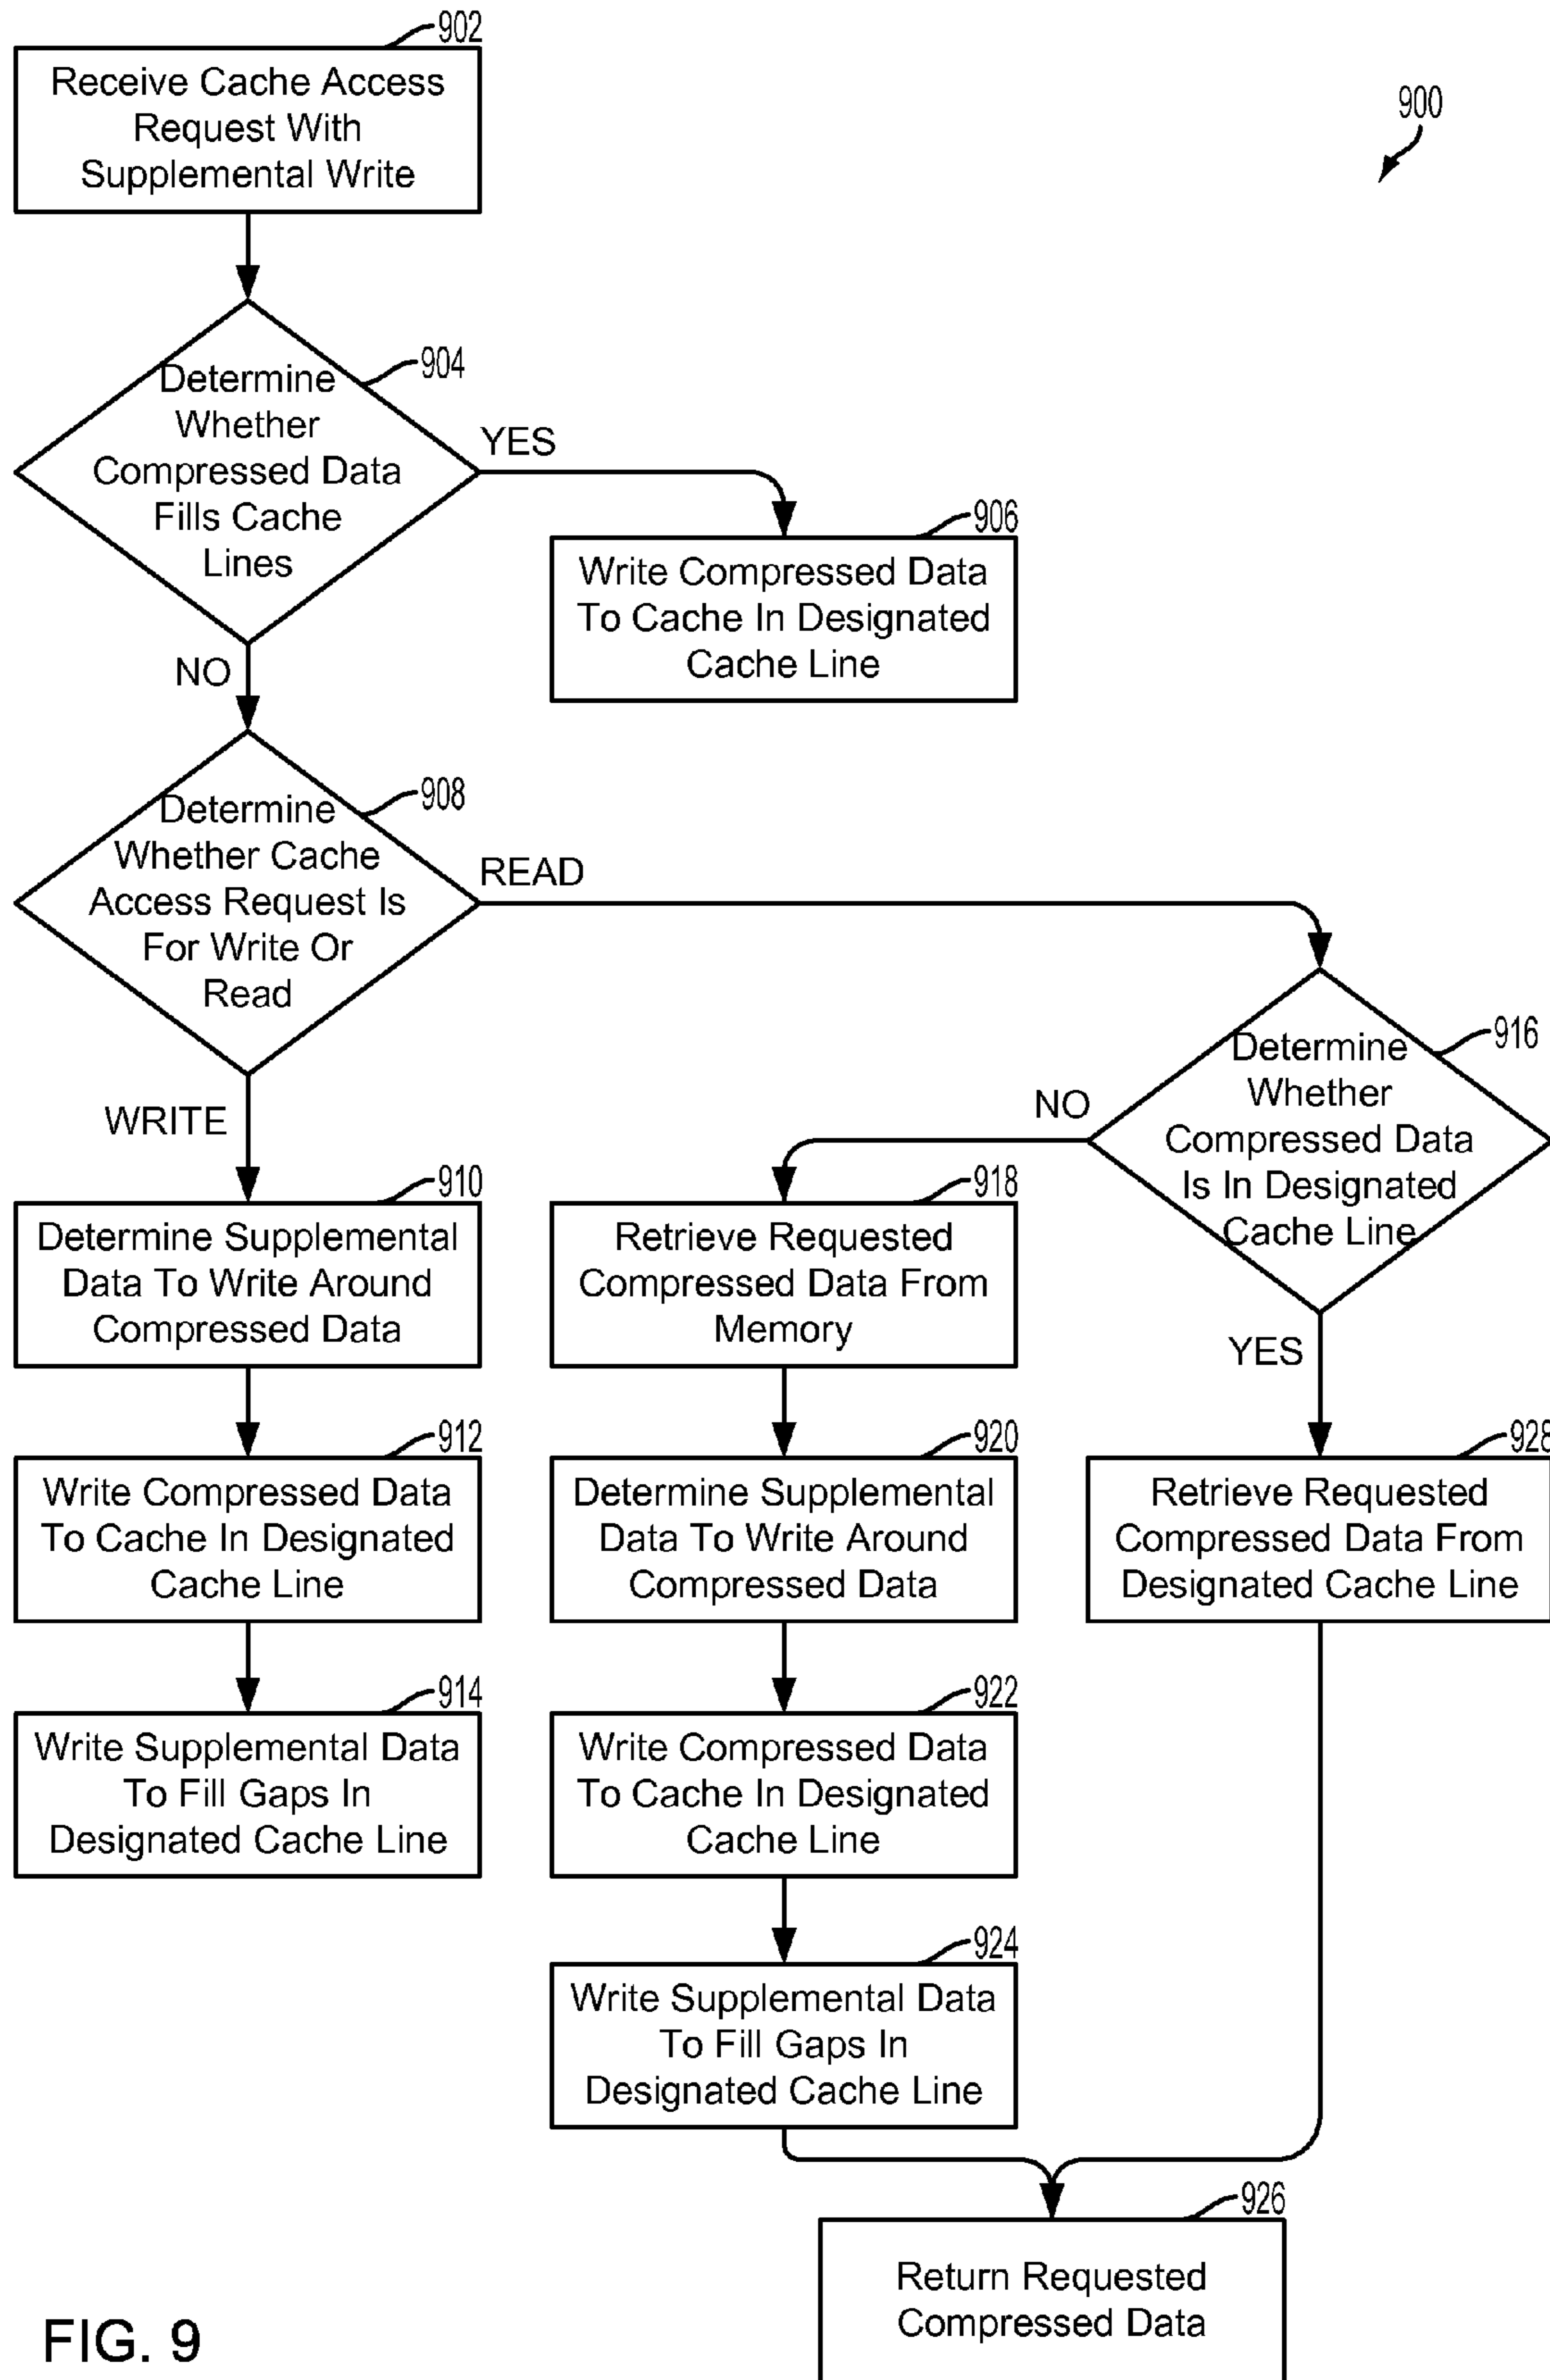 902
Receive Cache Access
Request With
Supplemental Write
900
904
Determine
Whether
Compressed Data
Fills Cache
Lines
YES
NO
906
Write Compressed Data
To Cache In Designated
Cache Line
908
Determine
Whether Cache
Access Request Is
For Write Or
Read
READ
WRITE
916
Determine
Whether
Compressed Data
Is In Designated
Cache Line
NO
YES
910
Determine Supplemental
Data To Write Around
Compressed Data
918
Retrieve Requested
Compressed Data From
Memory
912
Write Compressed Data
To Cache In Designated
Cache Line
920
Determine Supplemental
Data To Write Around
Compressed Data
928
Retrieve Requested
Compressed Data From
Designated Cache Line
914
Write Supplemental Data
To Fill Gaps In
Designated Cache Line
922
Write Compressed Data
To Cache In Designated
Cache Line
924
Write Supplemental Data
To Fill Gaps In
Designated Cache Line
926
Return Requested
Compressed Data
FIG. 9